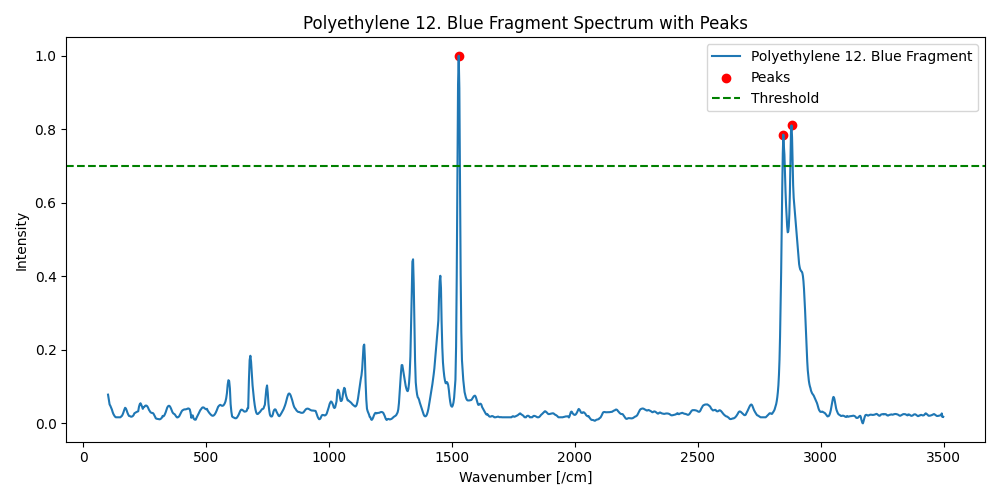 Polyethylene 12. Blue Fragment Spectrum with Peaks
Polyethylene 12. Blue Fragment
Peaks
Threshold
Intensity
1.0
0.8
0.6
0.4
0.2
0.0
0 500 1000 1500 2000 2500 3000 3500
Wavenumber [/cm]